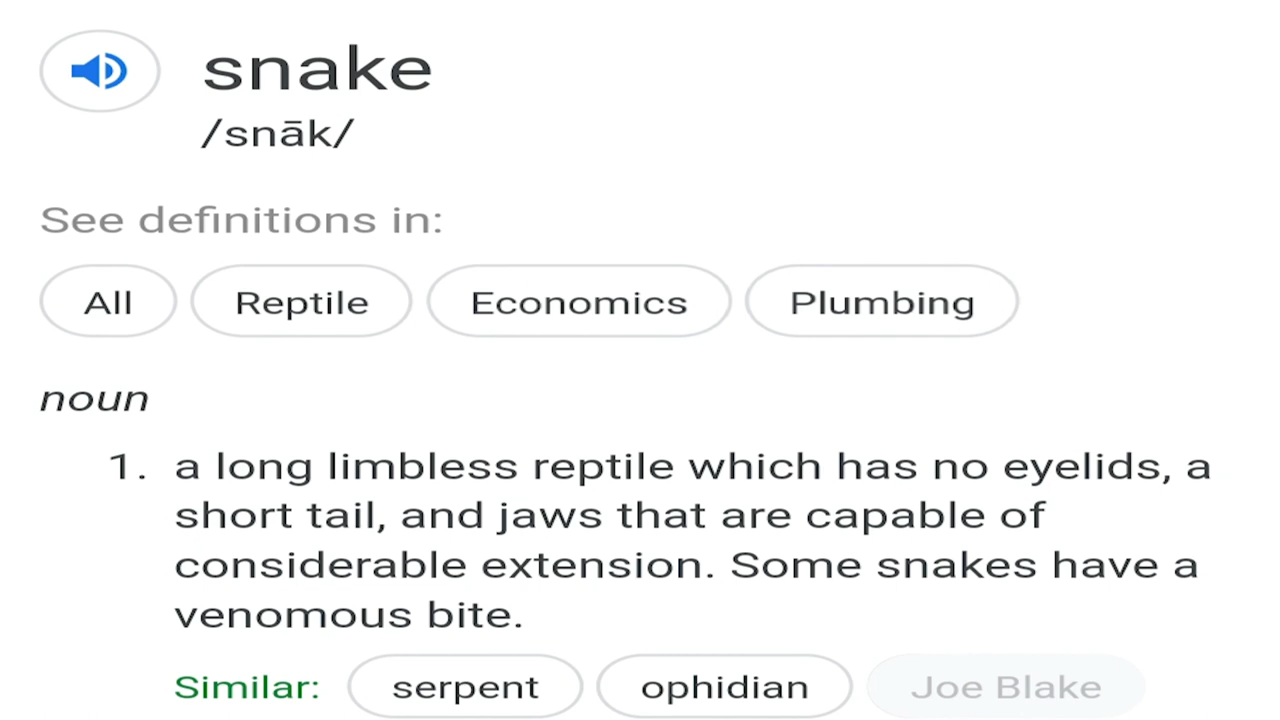 snake
/snāk/
See definitions in:
All Reptile Economics Plumbing
noun
1. a long limbless reptile which has no eyelids, a
short tail, and jaws that are capable of
considerable extension. Some snakes have a
venomous bite.
Similar: serpent ophidian Joe Blake